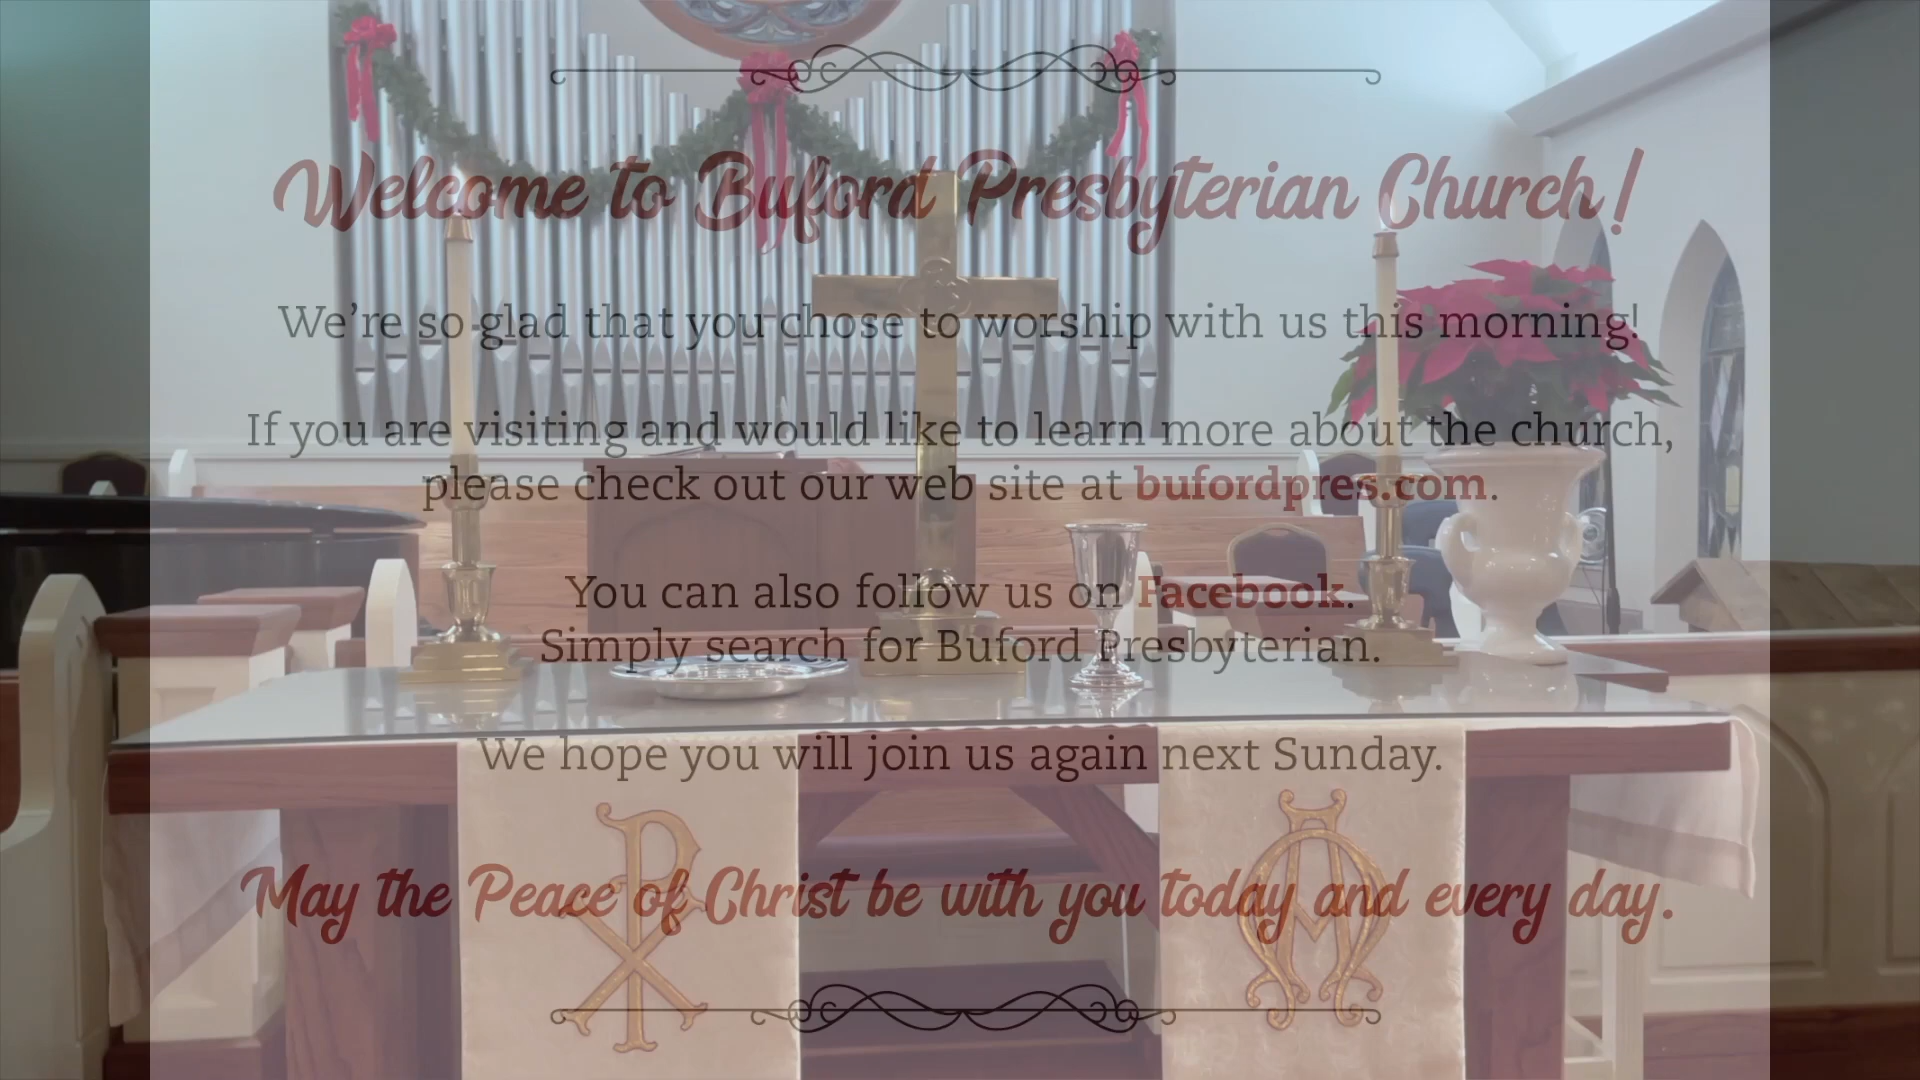 Welcome to Buford Presbyterian Church!
We're so glad that you chose to worship with us this morning!
If you are visiting and would like to learn more about the church,
please check out our web site at bufordpres.com.
You can also follow us on Facebook.
Simply search for Buford Presbyterian.
We hope you will join us again next Sunday.
May the Peace of Christ be with you today and every day.